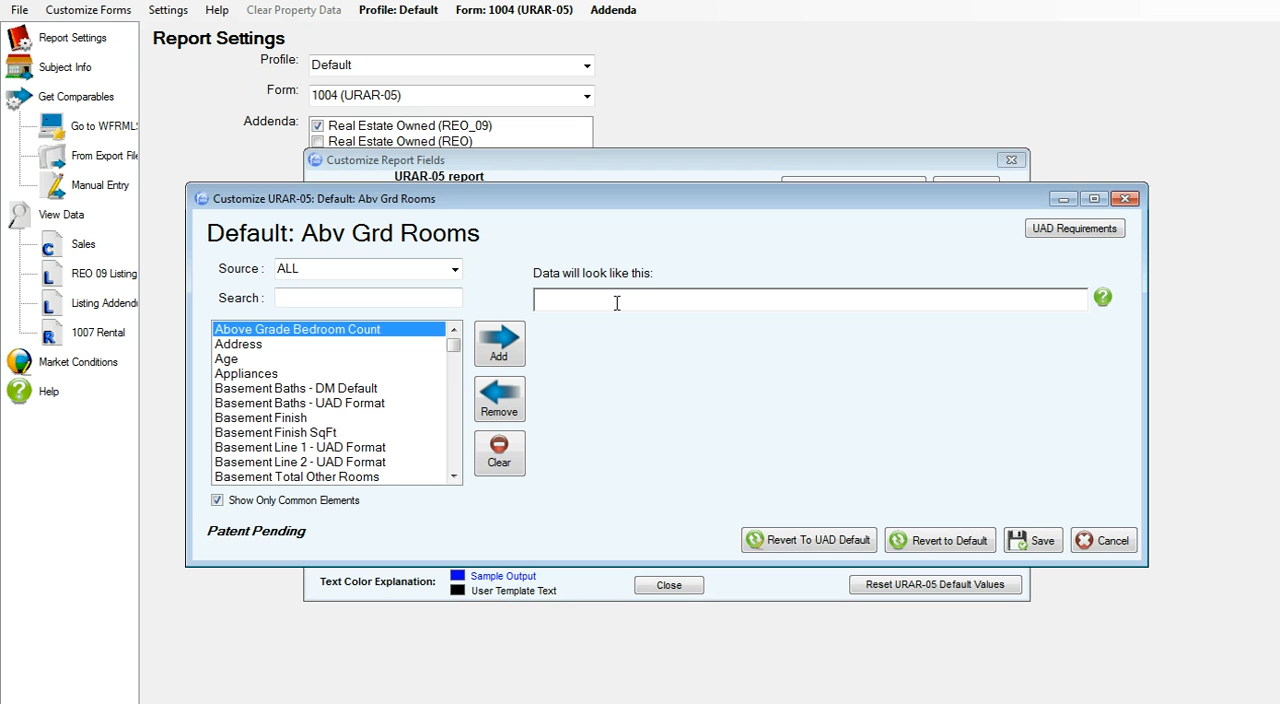 File Customize Forms Settings Help Clear Property Data Profile: Default Form: 1004 (URAR-05) Addenda
Report Settings
Subject Info
Get Comparables
Go to WFRML
From Export File
Manual Entry
View Data
Sales
REO 09 Listing
Listing Addend
1007 Rental
Market Conditions
Help
Report Settings
Profile: Default
Form: 1004 (URAR-05)
Addenda: Real Estate Owned (REO_09)
Real Estate Owned (REO)
Customize Report Fields
URAR-05 report
Customize URAR-05: Default: Abv Grd Rooms
Default: Abv Grd Rooms
UAD Requirements
Source: ALL
Search:
Data will look like this:
Above Grade Bedroom Count
Address
Age
Appliances
Basement Baths - DM Default
Basement Baths - UAD Format
Basement Finish
Basement Finish SqFt
Basement Line 1 - UAD Format
Basement Line 2 - UAD Format
Basement Total Other Rooms
Add
Remove
Clear
Show Only Common Elements
Patent Pending
Revert To UAD Default
Revert to Default
Save
Cancel
Text Color Explanation:
Sample Output
User Template Text
Close
Reset URAR-05 Default Values